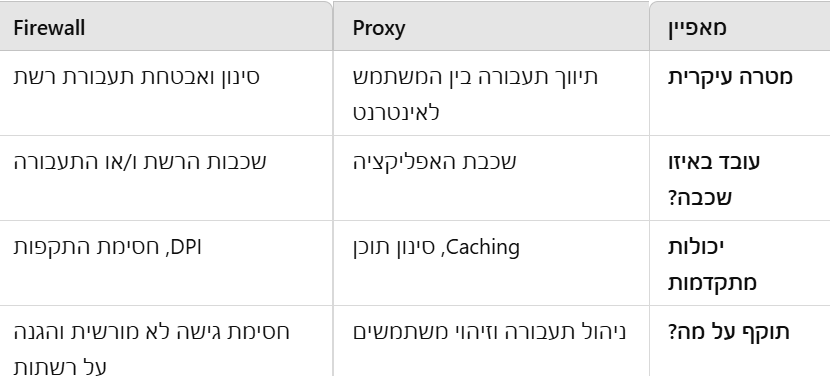 מאפיין Proxy Firewall
מטרה עיקרית תיווך תעבורה בין המשתמש סינון ואבטחת תעבורת רשת
לאינטרנט
עובד באיזו שכבת האפליקציה שכבות הרשת ו/או התעבורה
שכבה?
יכולות Caching, סינון תוכן DPI, חסימת התקפות
מתקדמות
תוקף על מה? ניהול תעבורה וזיהוי משתמשים חסימת גישה לא מורשית והגנה
על רשתות